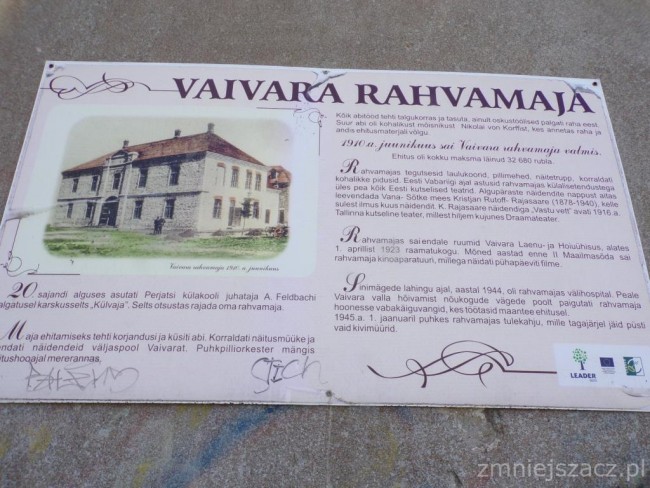 VAIVARA RAHVAMAJA
Vaivara rahvamaja 1910. a. juunikuus
20. sajandi alguses asutati Perjatsi külakooli juhataja A. Feldbachi
algatusel karskusselts „Külvaja”. Selts otsustas rajada oma rahvamaja.
Maja ehitamiseks tehti korjandusi ja küsiti abi. Korraldati näitusmüüke ja
endati näidendeid väljaspool Vaivarat. Puhkpilliorkester mängis
itushooajal mererannas.
Kõik abitööd tehti talgukorras ja tasuta, ainult oskustöölised palgati raha eest.
Suur abi oli kohalikust mõisnikust Nikolai von Korffist, kes annetas raha ja
andis ehitusmaterjali võlgu.
1910.a. juunikuus sai Vaivara rahvamaja valmis.
Ehitus oli kokku maksma läinud 32 680 rubla.
Rahvamajas tegutsesid laulukoond, pillimehed, näitetrupp, korraldati
kohalikke pidusid. Eesti Vabariigi ajal astusid rahvamajas külalisetendustega
üles pea kõik Eesti kutselised teatrid. Algupäraste näidendite nappust aitas
leevendada Vana- Sõtke mees Kristjan Rutoff- Rajasaare (1878-1940), kelle
sulest ilmus kuus näidendit. K. Rajasaare näidendiga „Vastu vett” avati 1916 a.
Tallinna kutseline teater, millest hiljem kujunes Draamateater.
Rahvamajas sai endale ruumid Vaivara Laenu- ja Hoiuühisus, alates
1. aprillist 1923 raamatukogu. Mõned aastad enne II Maailmasõda sai
rahvamaja kinoaparatuuri, millega näidati pühapäeviti filme.
Sinimägede lahingu ajal, aastal 1944, oli rahvamajas välihospital. Peale
Vaivara valla hõivamist nõukogude vägede poolt paigutati rahvamaja
hoonesse vabakäiguvangid, kes töötasid maantee ehitusel.
1945.a. 1. jaanuaril puhkes rahvamajas tulekahju, mille tagajärjel jäid püsti
vaid kivimüürid.
LEADER
STICH
zmniejszacz.pl